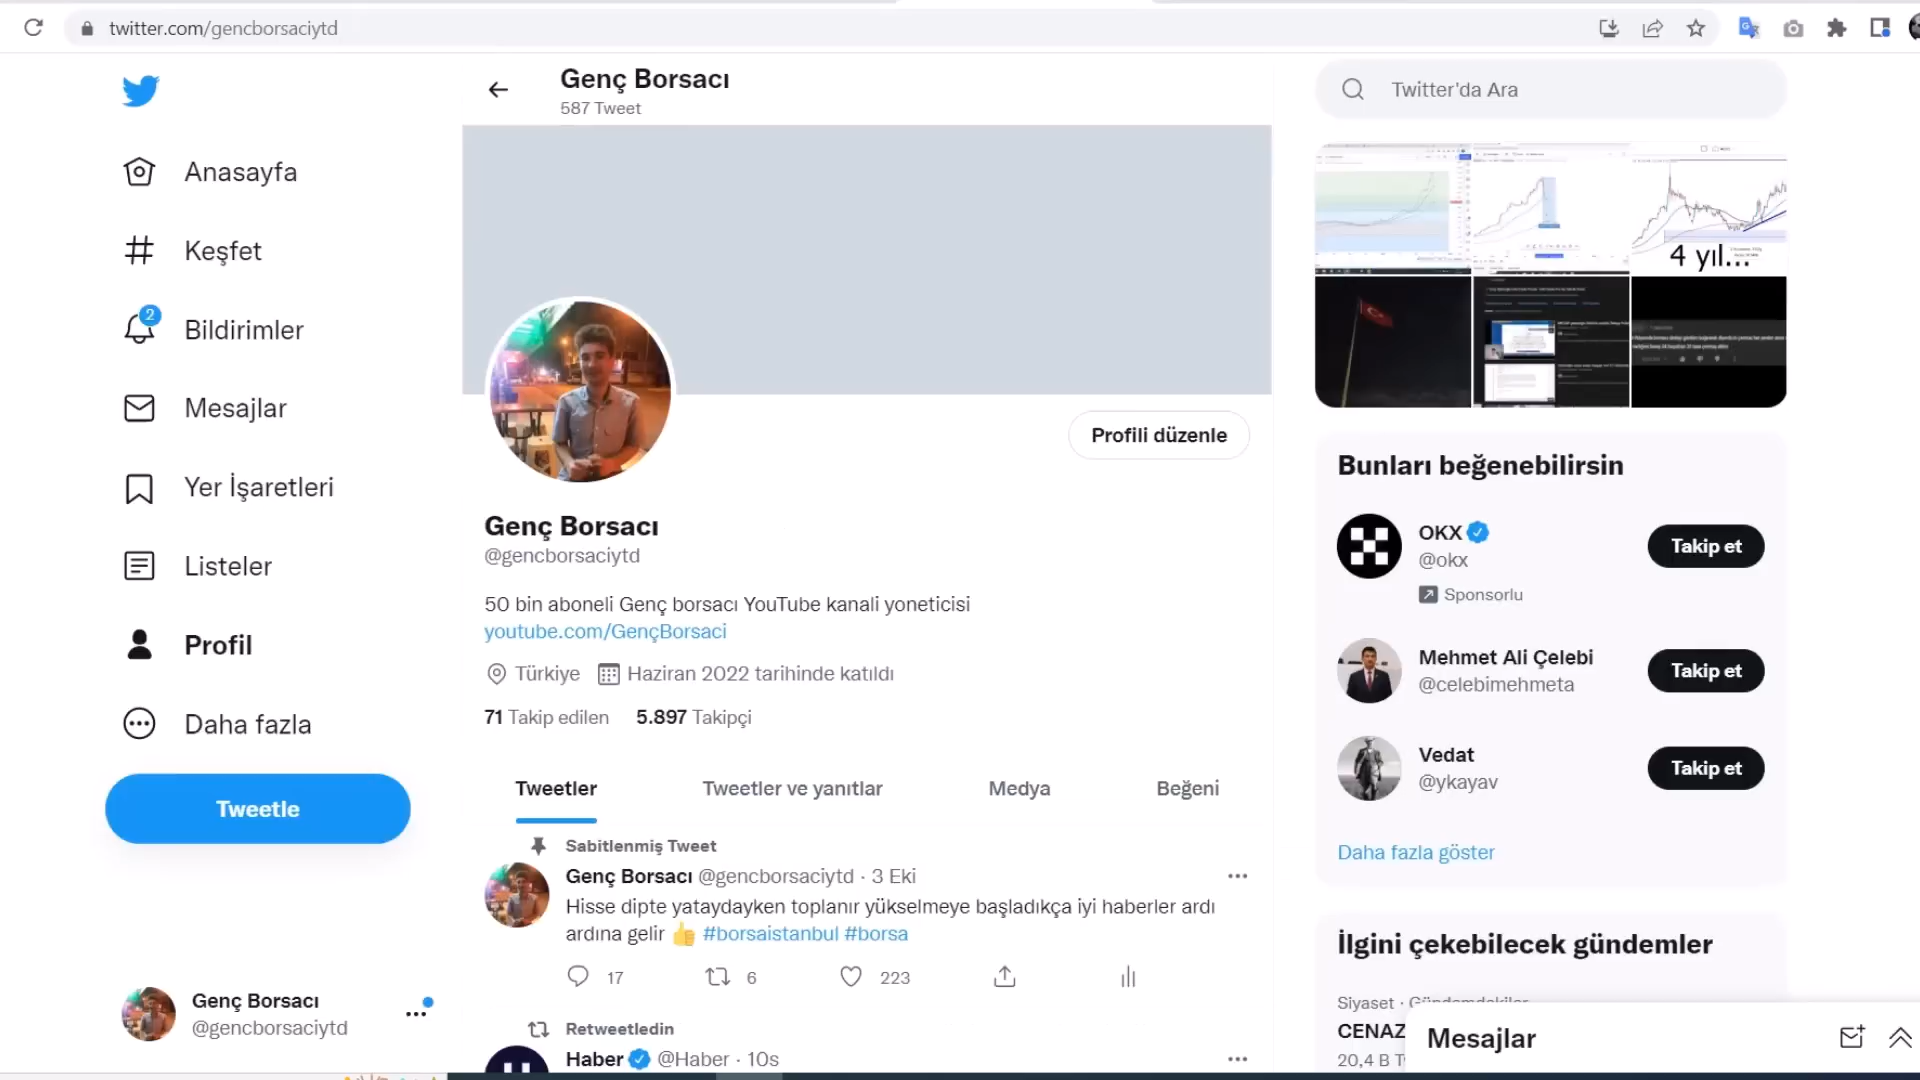 twitter.com/gencborsaciytd
Genç Borsacı
587 Tweet
Twitter'da Ara
Anasayfa
Keşfet
2
Bildirimler
Mesajlar
Yer İşaretleri
Listeler
Profil
Daha fazla
Tweetle
Genç Borsacı
@gencborsaciytd
4 yıl...
Profili düzenle
Genç Borsacı
@gencborsaciytd
50 bin aboneli Genç borsacı YouTube kanali yoneticisi
youtube.com/GençBorsaci
Türkiye Haziran 2022 tarihinde katıldı
71 Takip edilen 5.897 Takipçi
Tweetler Tweetler ve yanıtlar Medya Beğeni
Sabitlenmiş Tweet
Genç Borsacı @gencborsaciytd · 3 Eki
Hisse dipte yataydayken toplanır yükselmeye başladıkça iyi haberler ardı
ardına gelir 👍 #borsaistanbul #borsa
17 6 223
Retweetledin
Haber @Haber · 10s
Bunları beğenebilirsin
OKX
@okx
Sponsorlu
Takip et
Mehmet Ali Çelebi
@celebimehmeta
Takip et
Vedat
@ykayav
Takip et
Daha fazla göster
İlgini çekebilecek gündemler
Siyaset · Gündemdekiler
CENAZ
20,4 B T
Mesajlar